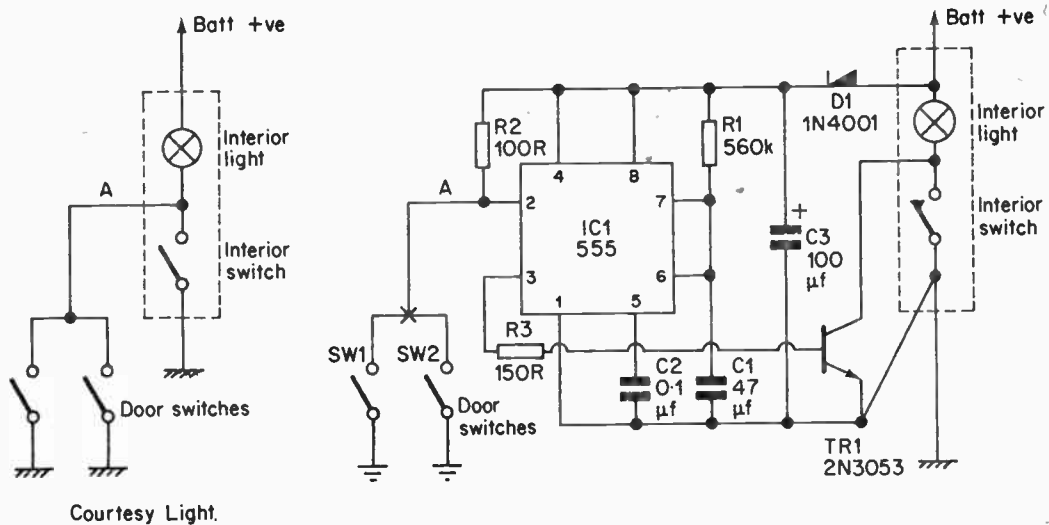 Batt +ve
Interior
light
A
Interior
switch
Door switches
Courtesy Light.
Batt +ve
D1
1N4001
R2
100R
R1
560k
Interior
light
A
4
8
2
7
IC1
555
3
6
1
5
+
C3
100
µf
Interior
switch
R3
150R
SW1
SW2
Door
switches
C2
0·1
µf
C1
47
µf
TR1
2N3053